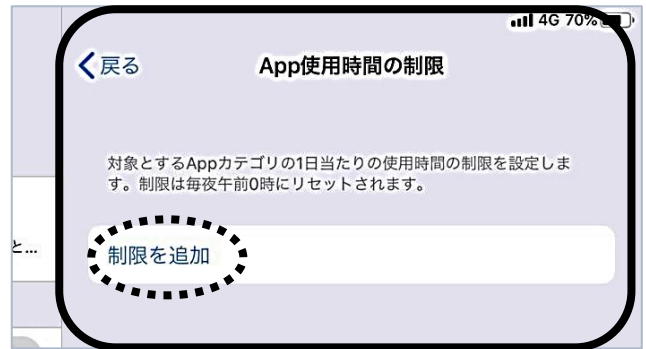 4G 70%
戻る
App使用時間の制限
対象とするAppカテゴリの1日当たりの使用時間の制限を設定しま
す。制限は毎夜午前0時にリセットされます。
と...
制限を追加